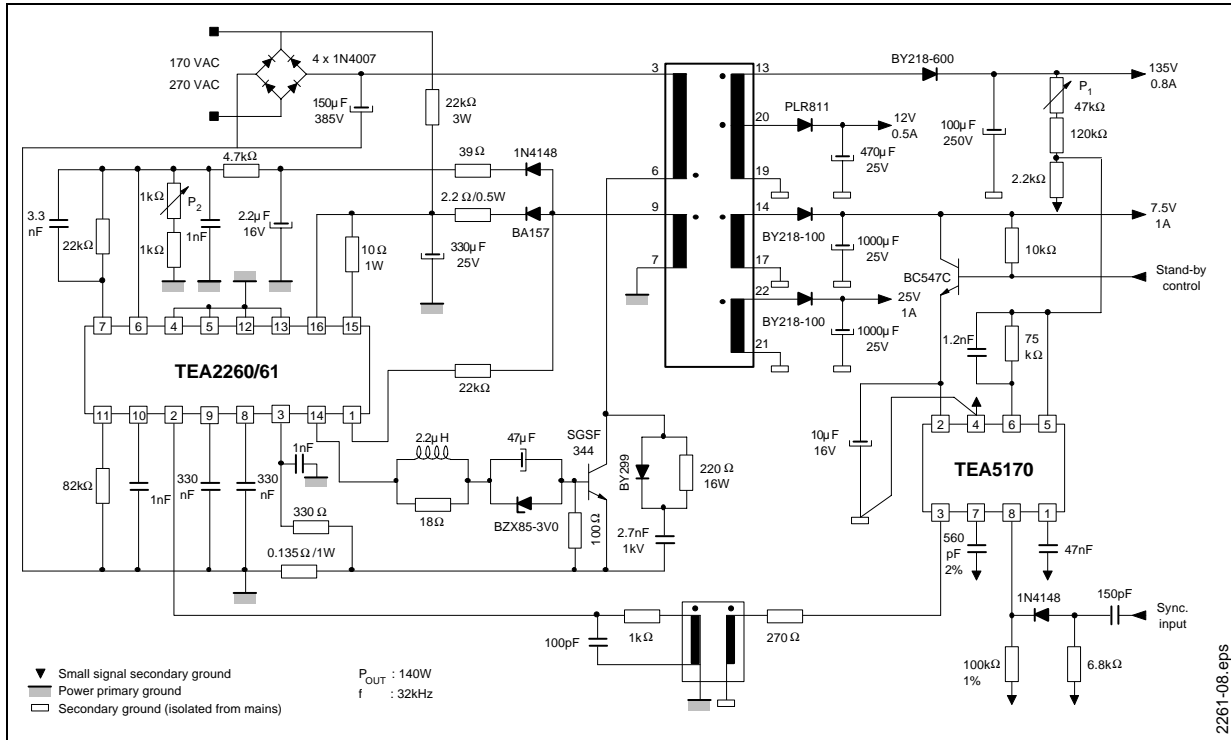 170 VAC
270 VAC
4 x 1N4007
150µF
385V
22kΩ
3W
3
6
9
7
13
20
19
14
17
22
21
BY218-600
135V
0.8A
P1
47kΩ
120kΩ
2.2kΩ
100µF
250V
PLR811
12V
0.5A
470µF
25V
4.7kΩ
39Ω
1N4148
2.2Ω/0.5W
BA157
3.3
nF
22kΩ
1kΩ
P2
1kΩ
1nF
2.2µF
16V
330µF
25V
10Ω
1W
BY218-100
1000µF
25V
7.5V
1A
10kΩ
BC547C
Stand-by
control
BY218-100
25V
1A
1000µF
25V
1.2nF
75
kΩ
7
6
4
5
12
13
16
15
TEA2260/61
11
10
2
9
8
3
14
1
22kΩ
82kΩ
1nF
330
nF
330
nF
1nF
330Ω
0.135Ω/1W
2.2µH
18Ω
47µF
BZX85-3V0
SGSF
344
100Ω
BY299
220Ω
16W
2.7nF
1kV
10µF
16V
2
4
6
5
TEA5170
3
7
8
1
560
pF
2%
47nF
1N4148
150pF
Sync.
input
100kΩ
1%
6.8kΩ
100pF
1kΩ
270Ω
Small signal secondary ground
Power primary ground
Secondary ground (isolated from mains)
POUT : 140W
f : 32kHz
2261-08.eps